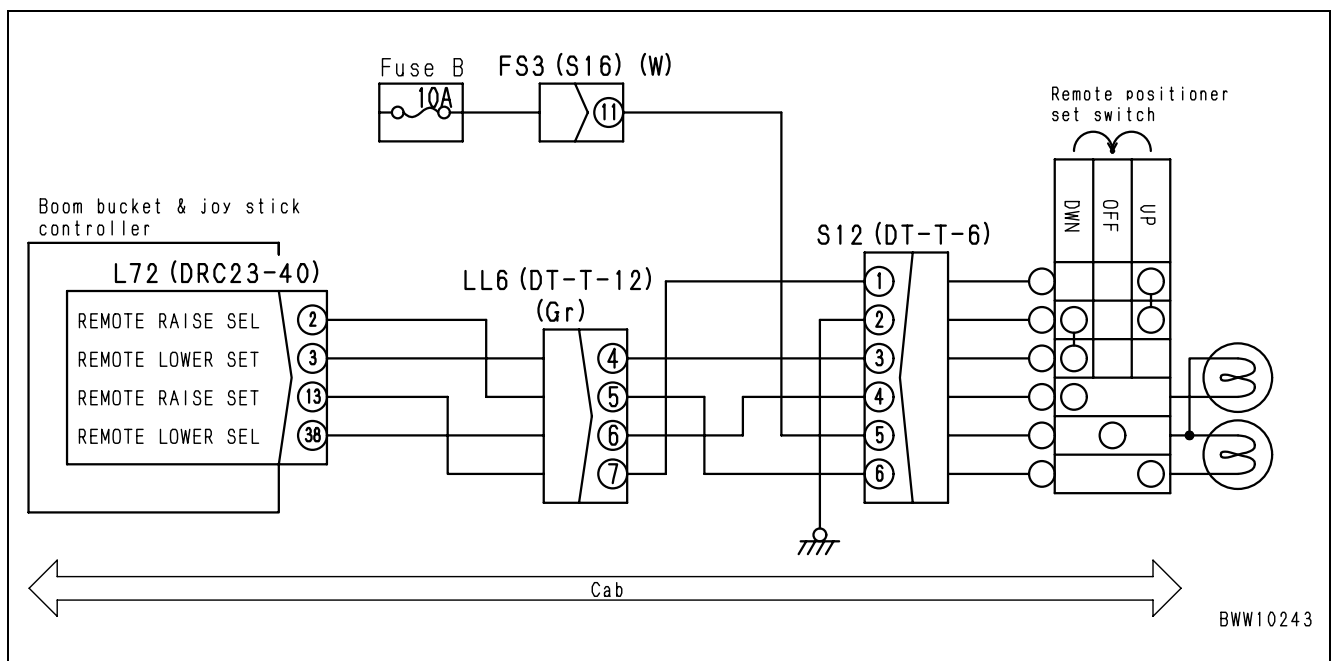 Fuse B
10A
FS3 (S16) (W)
11
Remote positioner
set switch
DWN
OFF
UP
Boom bucket & joy stick
controller
L72 (DRC23-40)
REMOTE RAISE SEL 2
REMOTE LOWER SET 3
REMOTE RAISE SET 13
REMOTE LOWER SEL 38
LL6 (DT-T-12)
(Gr)
4
5
6
7
S12 (DT-T-6)
1
2
3
4
5
6
Cab
BWW10243